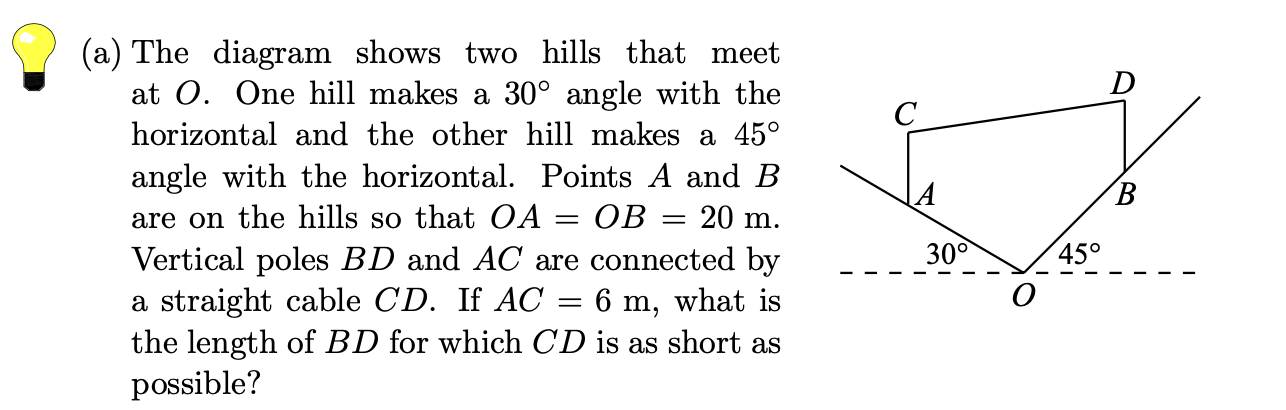 (a) The diagram shows two hills that meet
at O. One hill makes a 30° angle with the
horizontal and the other hill makes a 45°
angle with the horizontal. Points A and B
are on the hills so that OA = OB = 20 m.
Vertical poles BD and AC are connected by
a straight cable CD. If AC = 6 m, what is
the length of BD for which CD is as short as
possible?
D
C
A
B
30°
45°
O